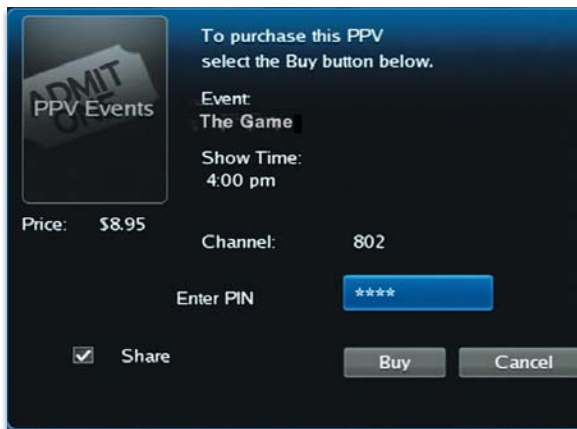 ADMIT
ONE
PPV Events
To purchase this PPV
select the Buy button below.
Event:
The Game
Show Time:
4:00 pm
Price: $8.95
Channel: 802
Enter PIN ****
Share Buy Cancel